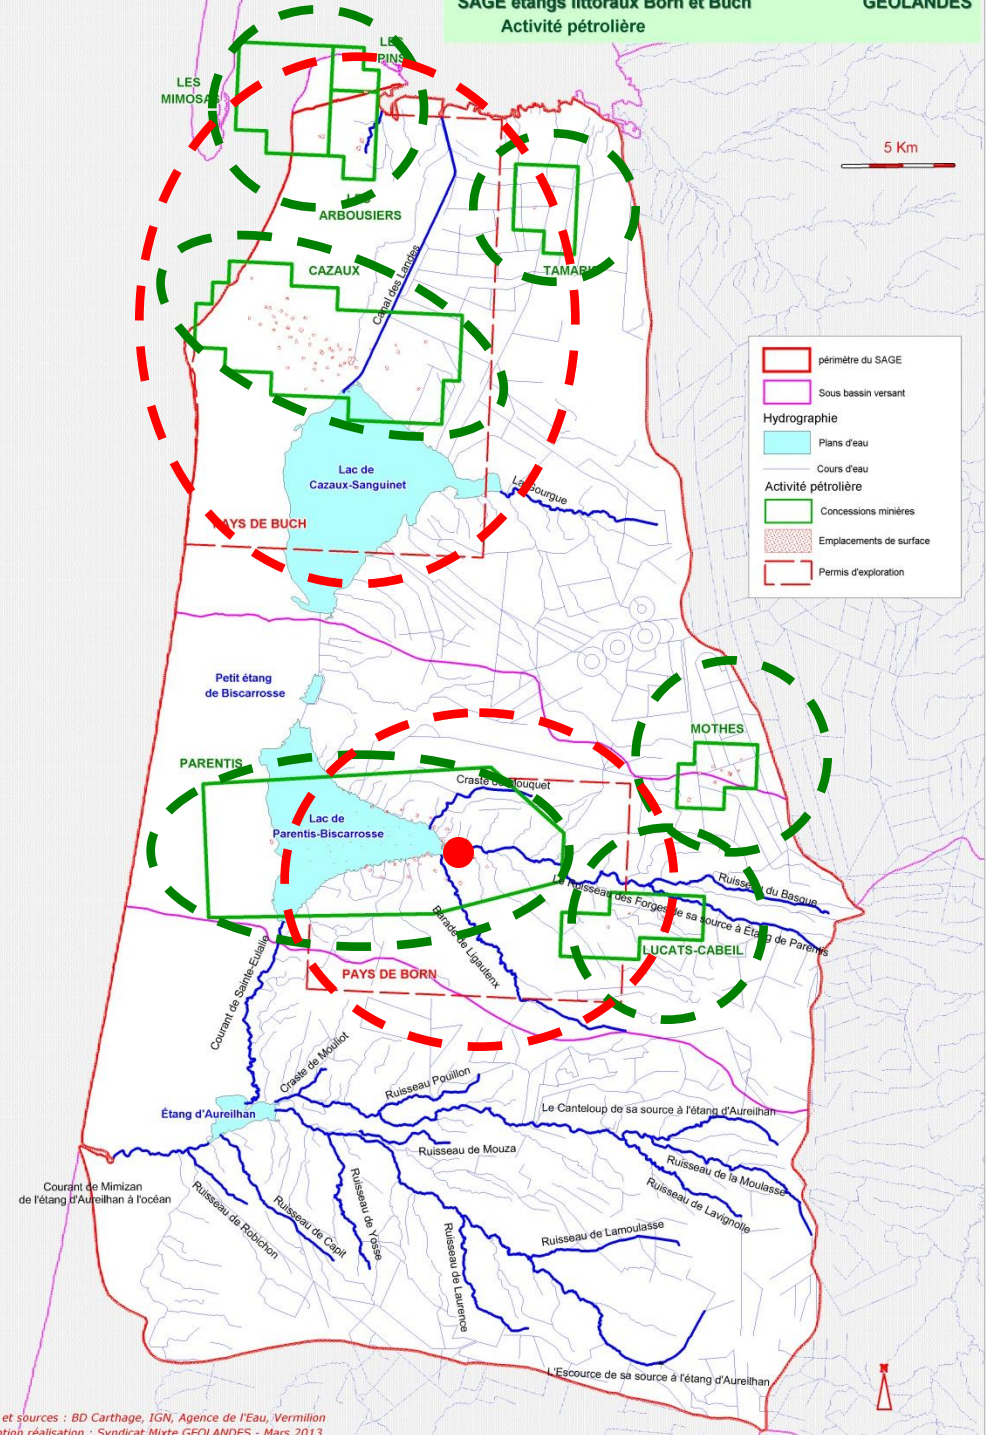 SAGE étangs littoraux Born et Buch
GEOLANDES
Activité pétrolière
LES
PINS
LES
MIMOSAS
5 Km
LES
ARBOUSIERS
CAZAUX
TAMARIS
Canal des Landes
périmètre du SAGE
Sous bassin versant
Hydrographie
Plans d'eau
Cours d'eau
Activité pétrolière
Concessions minières
Emplacements de surface
Permis d'exploration
Lac de
Cazaux-Sanguinet
La Gourgue
PAYS DE BUCH
Petit étang
de Biscarrosse
MOTHES
PARENTIS
Craste de Mouquet
Lac de
Parentis-Biscarrosse
Ruisseau du Basque
Le Ruisseau des Forges de sa source à Etang de Parentis
Barade de Ligautenx
LUCATS-CABEIL
PAYS DE BORN
Courant de Sainte-Eulalie
Craste de Mouliot
Ruisseau Pouillon
Étang d'Aureilhan
Le Canteloup de sa source à l'étang d'Aureilhan
Ruisseau de Mouza
Ruisseau de la Moulasse
Courant de Mimizan
de l'étang d'Aureilhan à l'océan
Ruisseau de Robichon
Ruisseau de Capit
Ruisseau de Yosse
Ruisseau de Lavignolle
Ruisseau de Laurence
Ruisseau de Lamoulasse
L'Escource de sa source à l'étang d'Aureilhan
N
et sources : BD Carthage, IGN, Agence de l'Eau, Vermilion
réalisation : Syndicat Mixte GEOLANDES - Mars 2013